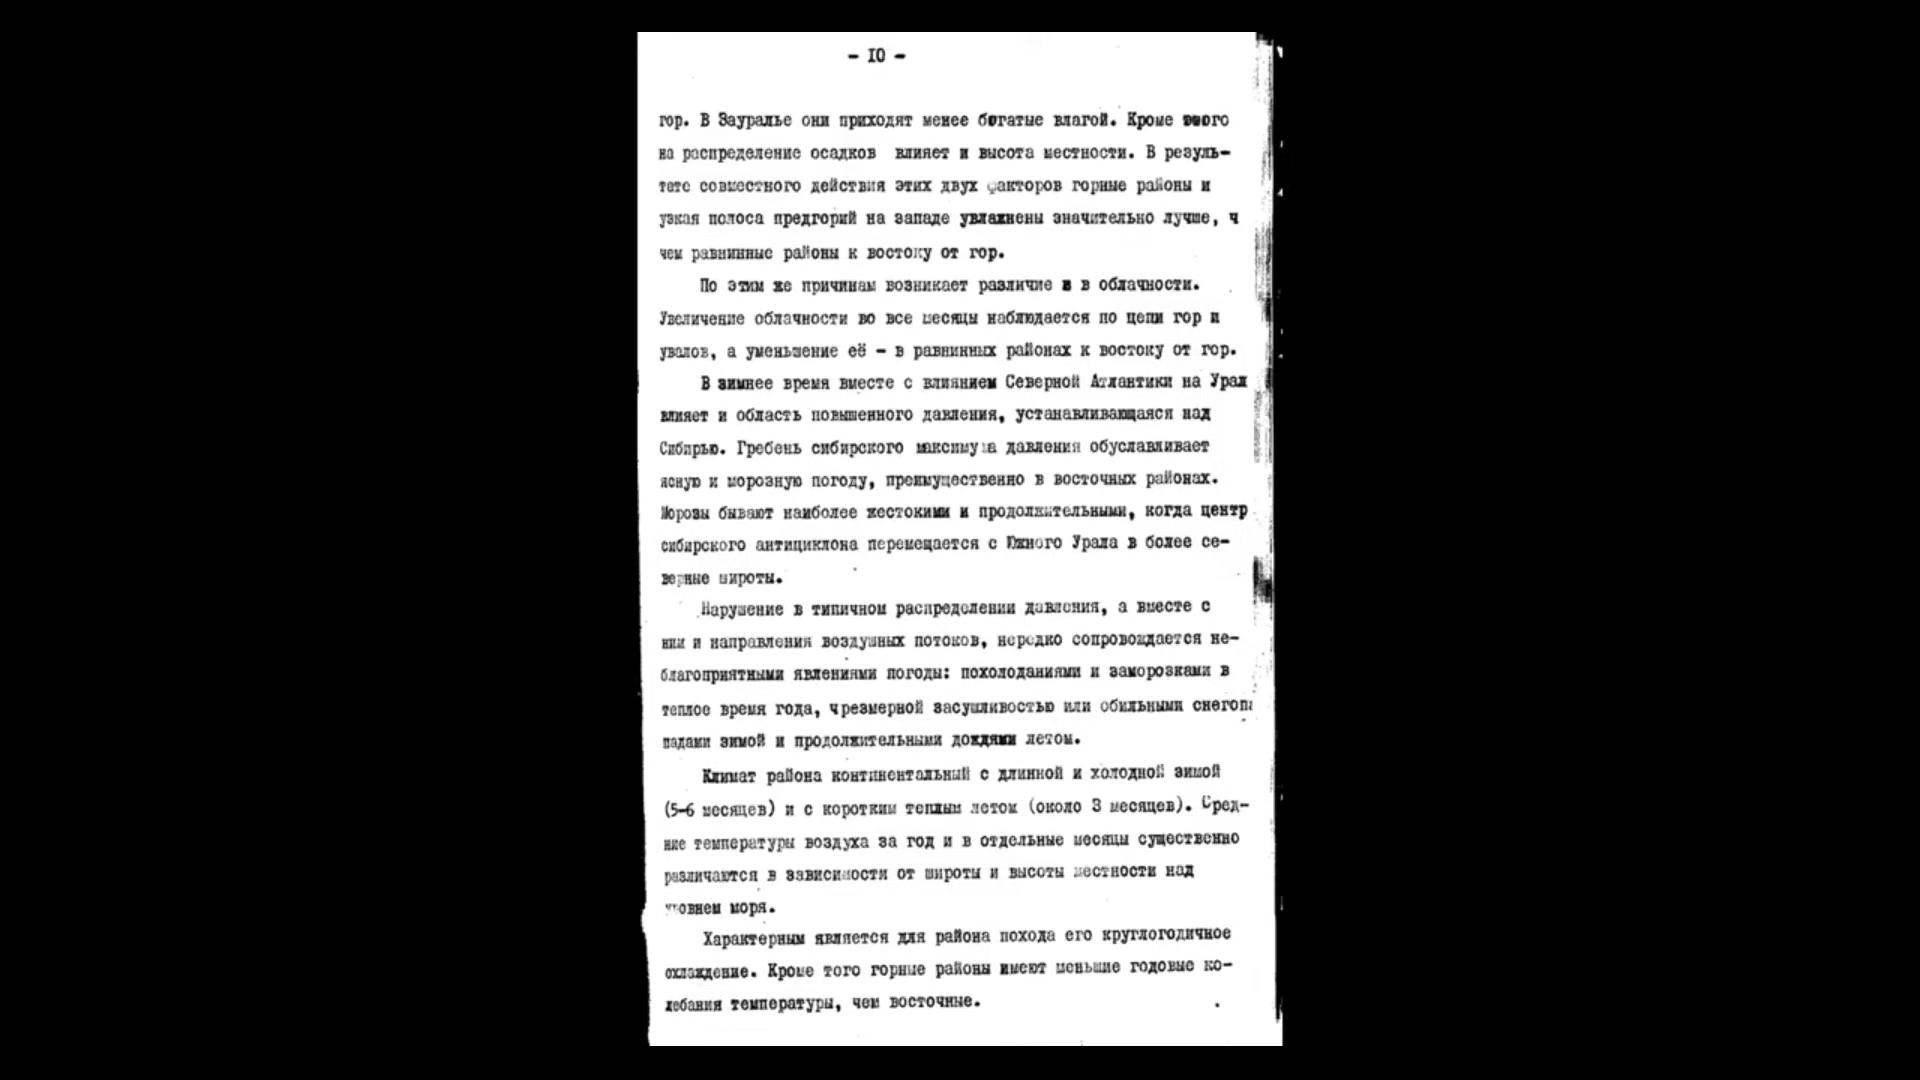 - I0 -
гор. В Зауралье они приходят менее богатые влагой. Кроме того
на распределение осадков влияет и высота местности. В резуль-
тате совместного действия этих двух факторов горные районы и
узкая полоса предгорий на западе увлажнены значительно лучше, ч
чем равнинные районы к востоку от гор.
По этим же причинам возникает различие и в облачности.
Увеличение облачности во все месяцы наблюдается по цепи гор и
увалов, а уменьшение её - в равнинных районах к востоку от гор.
В зимнее время вместе с влиянием Северной Атлантики на Урал
влияет и область повышенного давления, устанавливающаяся над
Сибирью. Гребень сибирского максимума давления обуславливает
ясную и морозную погоду, преимущественно в восточных районах.
Морозы бывают наиболее жестокими и продолжительными, когда центр
сибирского антициклона перемещается с Южного Урала в более се-
верные широты.
Нарушение в типичном распределении давления, а вместе с
ним и направления воздушных потоков, нередко сопровождается не-
благоприятными явлениями погоды: похолоданиями и заморозками в
теплое время года, чрезмерной засушливостью или обильными снегопа
падами зимой и продолжительными дождями летом.
Климат района континентальный с длинной и холодной зимой
(5-6 месяцев) и с коротким теплым летом (около 3 месяцев). Сред-
ние температуры воздуха за год и в отдельные месяцы существенно
различаются в зависимости от широты и высоты местности над
уровнем моря.
Характерным является для района похода его круглогодичное
охлаждение. Кроме того горные районы имеют меньшие годовые ко-
лебания температуры, чем восточные.